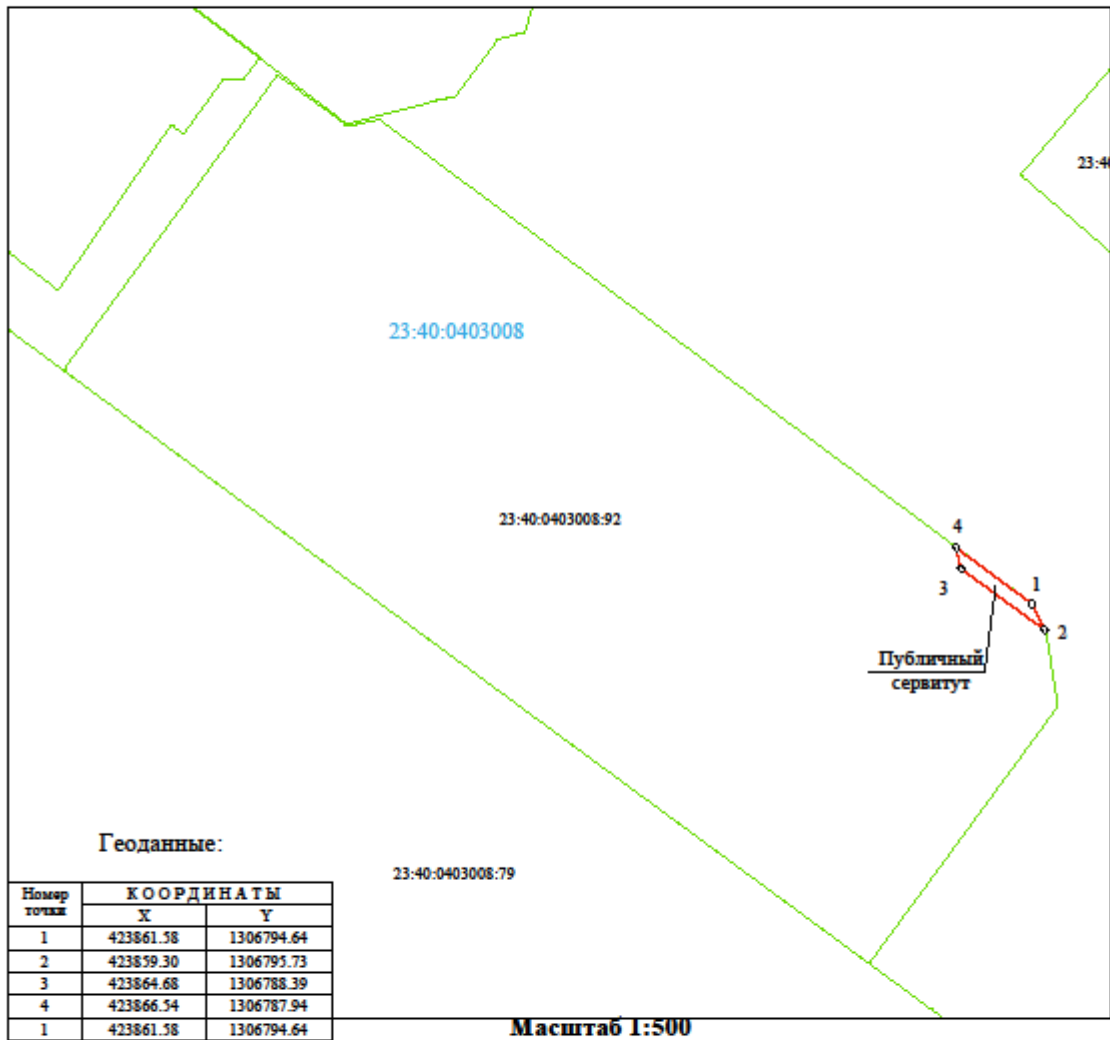 23:40:0403008
23:40:0403008:92
4
3
1
2
Публичный
сервитут
Геоданные:
23:40:0403008:79
Номер точки КООРДИНАТЫ
X Y
1 423861.58 1306794.64
2 423859.30 1306795.73
3 423864.68 1306788.39
4 423866.54 1306787.94
1 423861.58 1306794.64
Масштаб 1:500